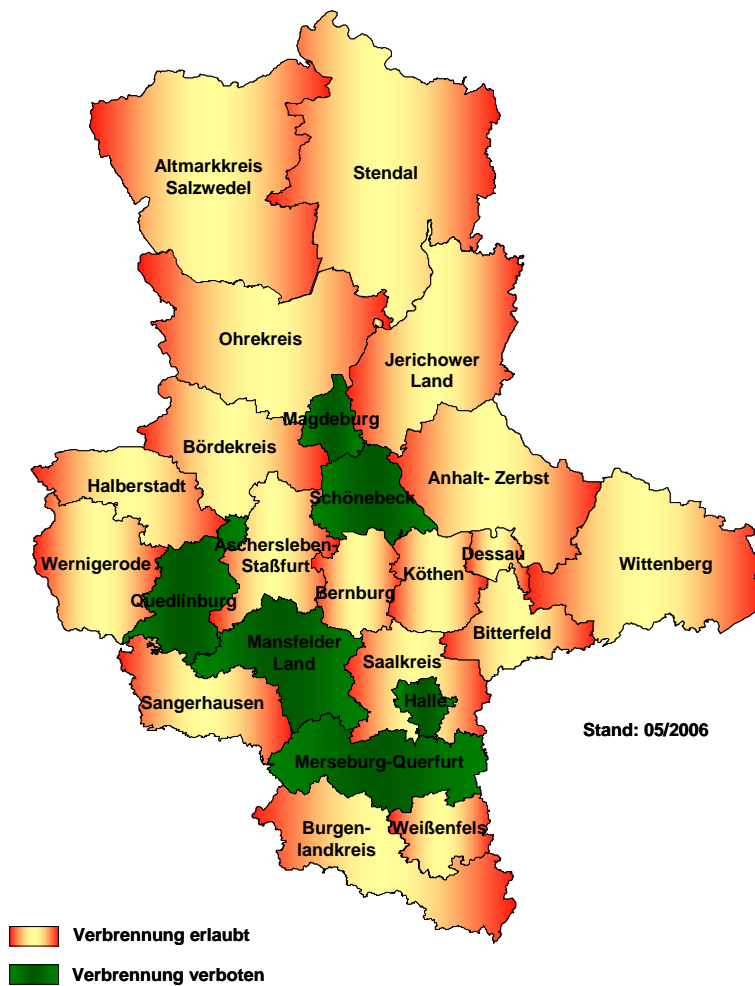 Altmarkkreis
Salzwedel
Stendal
Ohrekreis
Jerichower
Land
Magdeburg
Bördekreis
Anhalt- Zerbst
Halberstadt
Schönebeck
Aschersleben-
Staßfurt
Wernigerode
Dessau
Köthen
Wittenberg
Bernburg
Quedlinburg
Bitterfeld
Mansfelder
Land
Saalkreis
Sangerhausen
Halle
Stand: 05/2006
Merseburg-Querfurt
Burgen-
landkreis
Weißenfels
Verbrennung erlaubt
Verbrennung verboten